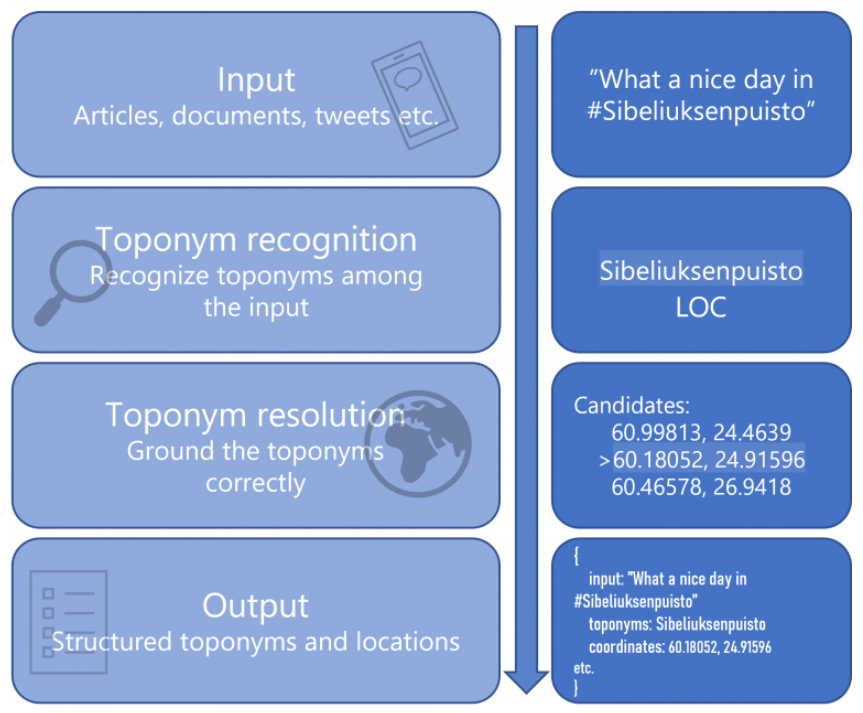 Input
Articles, documents, tweets etc.
”What a nice day in
#Sibeliuksenpuisto”
Toponym recognition
Recognize toponyms among
the input
Sibeliuksenpuisto
LOC
Toponym resolution
Ground the toponyms
correctly
Candidates:
60.99813, 24.4639
>60.18052, 24.91596
60.46578, 26.9418
Output
Structured toponyms and locations
{
input: ”What a nice day in
#Sibeliuksenpuisto”
toponyms: Sibeliuksenpuisto
coordinates: 60.18052, 24.91596
etc.
}